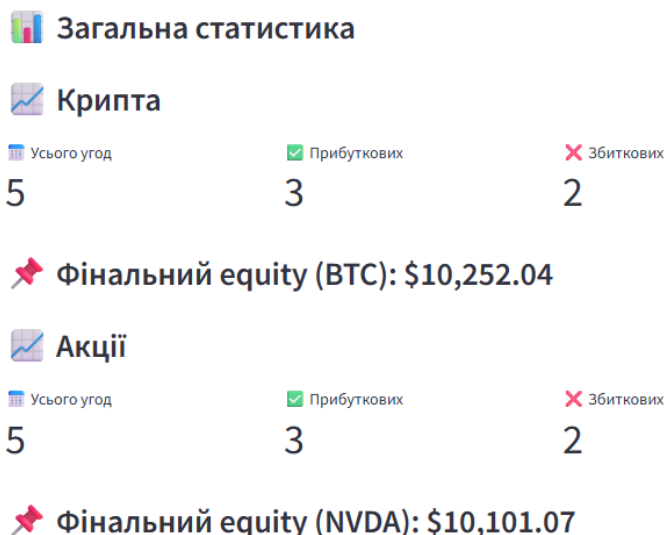 Загальна статистика
Крипта
Усього угод Прибуткових Збиткових
5 3 2
Фінальний equity (BTC): $10,252.04
Акції
Усього угод Прибуткових Збиткових
5 3 2
Фінальний equity (NVDA): $10,101.07